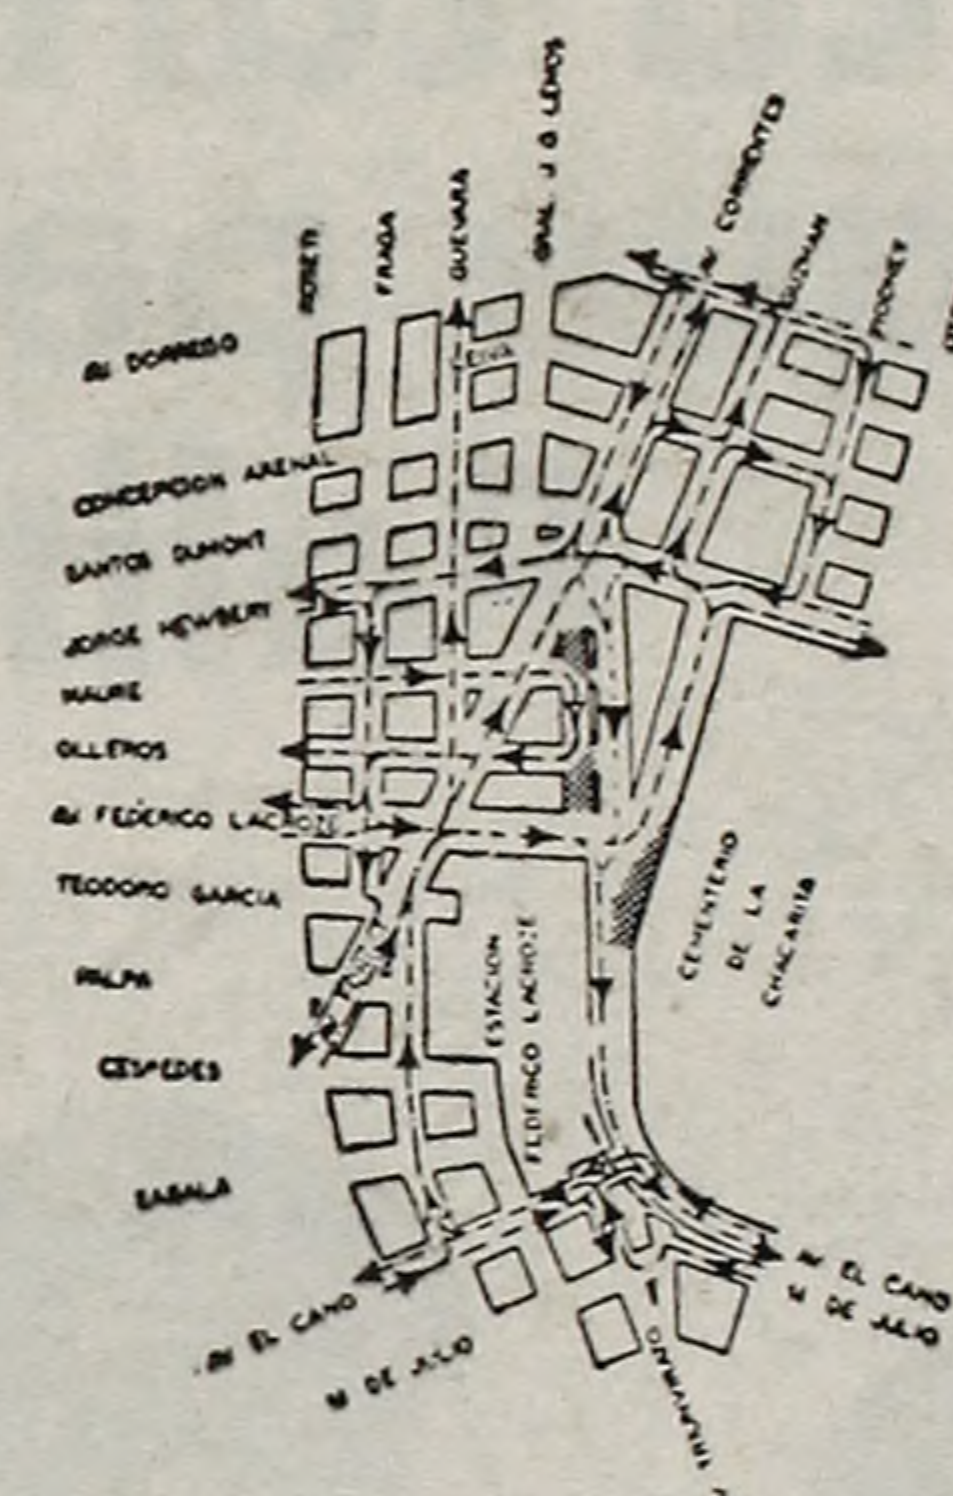 ROSETI
FRAGA
GUEVARA
GRAL. J G LEMOS
AV CORRIENTES
GUZMAN
RODNEY
AV DORREGO
CONCEPCION ARENAL
SANTOS DUMONT
JORGE NEWBERY
MAURE
OLLEROS
AV FEDERICO LACROZE
TEODORO GARCIA
PALPA
CESPEDES
ZABALA
ESTACION
FEDERICO LACROZE
CEMENTERIO
DE LA
CHACARITA
AV EL CANO
14 DE JULIO
AV EL CANO
14 DE JULIO